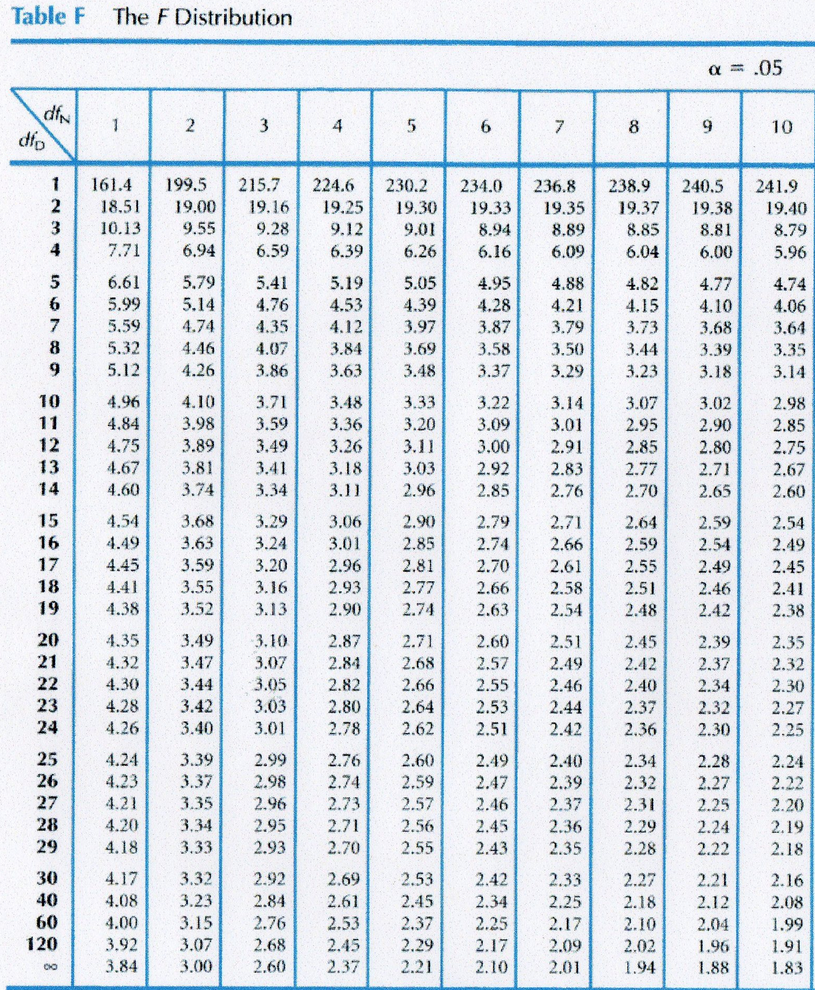 Table F The F Distribution
α = .05
dfN
dfD
1 2 3 4 5 6 7 8 9 10
1 161.4 199.5 215.7 224.6 230.2 234.0 236.8 238.9 240.5 241.9
2 18.51 19.00 19.16 19.25 19.30 19.33 19.35 19.37 19.38 19.40
3 10.13 9.55 9.28 9.12 9.01 8.94 8.89 8.85 8.81 8.79
4 7.71 6.94 6.59 6.39 6.26 6.16 6.09 6.04 6.00 5.96
5 6.61 5.79 5.41 5.19 5.05 4.95 4.88 4.82 4.77 4.74
6 5.99 5.14 4.76 4.53 4.39 4.28 4.21 4.15 4.10 4.06
7 5.59 4.74 4.35 4.12 3.97 3.87 3.79 3.73 3.68 3.64
8 5.32 4.46 4.07 3.84 3.69 3.58 3.50 3.44 3.39 3.35
9 5.12 4.26 3.86 3.63 3.48 3.37 3.29 3.23 3.18 3.14
10 4.96 4.10 3.71 3.48 3.33 3.22 3.14 3.07 3.02 2.98
11 4.84 3.98 3.59 3.36 3.20 3.09 3.01 2.95 2.90 2.85
12 4.75 3.89 3.49 3.26 3.11 3.00 2.91 2.85 2.80 2.75
13 4.67 3.81 3.41 3.18 3.03 2.92 2.83 2.77 2.71 2.67
14 4.60 3.74 3.34 3.11 2.96 2.85 2.76 2.70 2.65 2.60
15 4.54 3.68 3.29 3.06 2.90 2.79 2.71 2.64 2.59 2.54
16 4.49 3.63 3.24 3.01 2.85 2.74 2.66 2.59 2.54 2.49
17 4.45 3.59 3.20 2.96 2.81 2.70 2.61 2.55 2.49 2.45
18 4.41 3.55 3.16 2.93 2.77 2.66 2.58 2.51 2.46 2.41
19 4.38 3.52 3.13 2.90 2.74 2.63 2.54 2.48 2.42 2.38
20 4.35 3.49 3.10 2.87 2.71 2.60 2.51 2.45 2.39 2.35
21 4.32 3.47 3.07 2.84 2.68 2.57 2.49 2.42 2.37 2.32
22 4.30 3.44 3.05 2.82 2.66 2.55 2.46 2.40 2.34 2.30
23 4.28 3.42 3.03 2.80 2.64 2.53 2.44 2.37 2.32 2.27
24 4.26 3.40 3.01 2.78 2.62 2.51 2.42 2.36 2.30 2.25
25 4.24 3.39 2.99 2.76 2.60 2.49 2.40 2.34 2.28 2.24
26 4.23 3.37 2.98 2.74 2.59 2.47 2.39 2.32 2.27 2.22
27 4.21 3.35 2.96 2.73 2.57 2.46 2.37 2.31 2.25 2.20
28 4.20 3.34 2.95 2.71 2.56 2.45 2.36 2.29 2.24 2.19
29 4.18 3.33 2.93 2.70 2.55 2.43 2.35 2.28 2.22 2.18
30 4.17 3.32 2.92 2.69 2.53 2.42 2.33 2.27 2.21 2.16
40 4.08 3.23 2.84 2.61 2.45 2.34 2.25 2.18 2.12 2.08
60 4.00 3.15 2.76 2.53 2.37 2.25 2.17 2.10 2.04 1.99
120 3.92 3.07 2.68 2.45 2.29 2.17 2.09 2.02 1.96 1.91
∞ 3.84 3.00 2.60 2.37 2.21 2.10 2.01 1.94 1.88 1.83